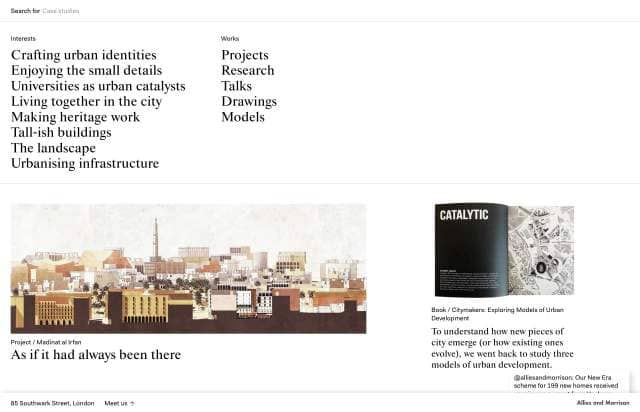 Search for Case studies
Interests
Crafting urban identities
Enjoying the small details
Universities as urban catalysts
Living together in the city
Making heritage work
Tall-ish buildings
The landscape
Urbanising infrastructure
Works
Projects
Research
Talks
Drawings
Models
Project / Madinat al Irfan
As if it had always been there
CATALYTIC
Book / Citymakers: Exploring Models of Urban
Development
To understand how new pieces of
city emerge (or how existing ones
evolve), we went back to study three
models of urban development.
@alliesandmorrison: Our New Era
scheme for 199 new homes received
85 Southwark Street, London
Meet us
Allies and Morrison